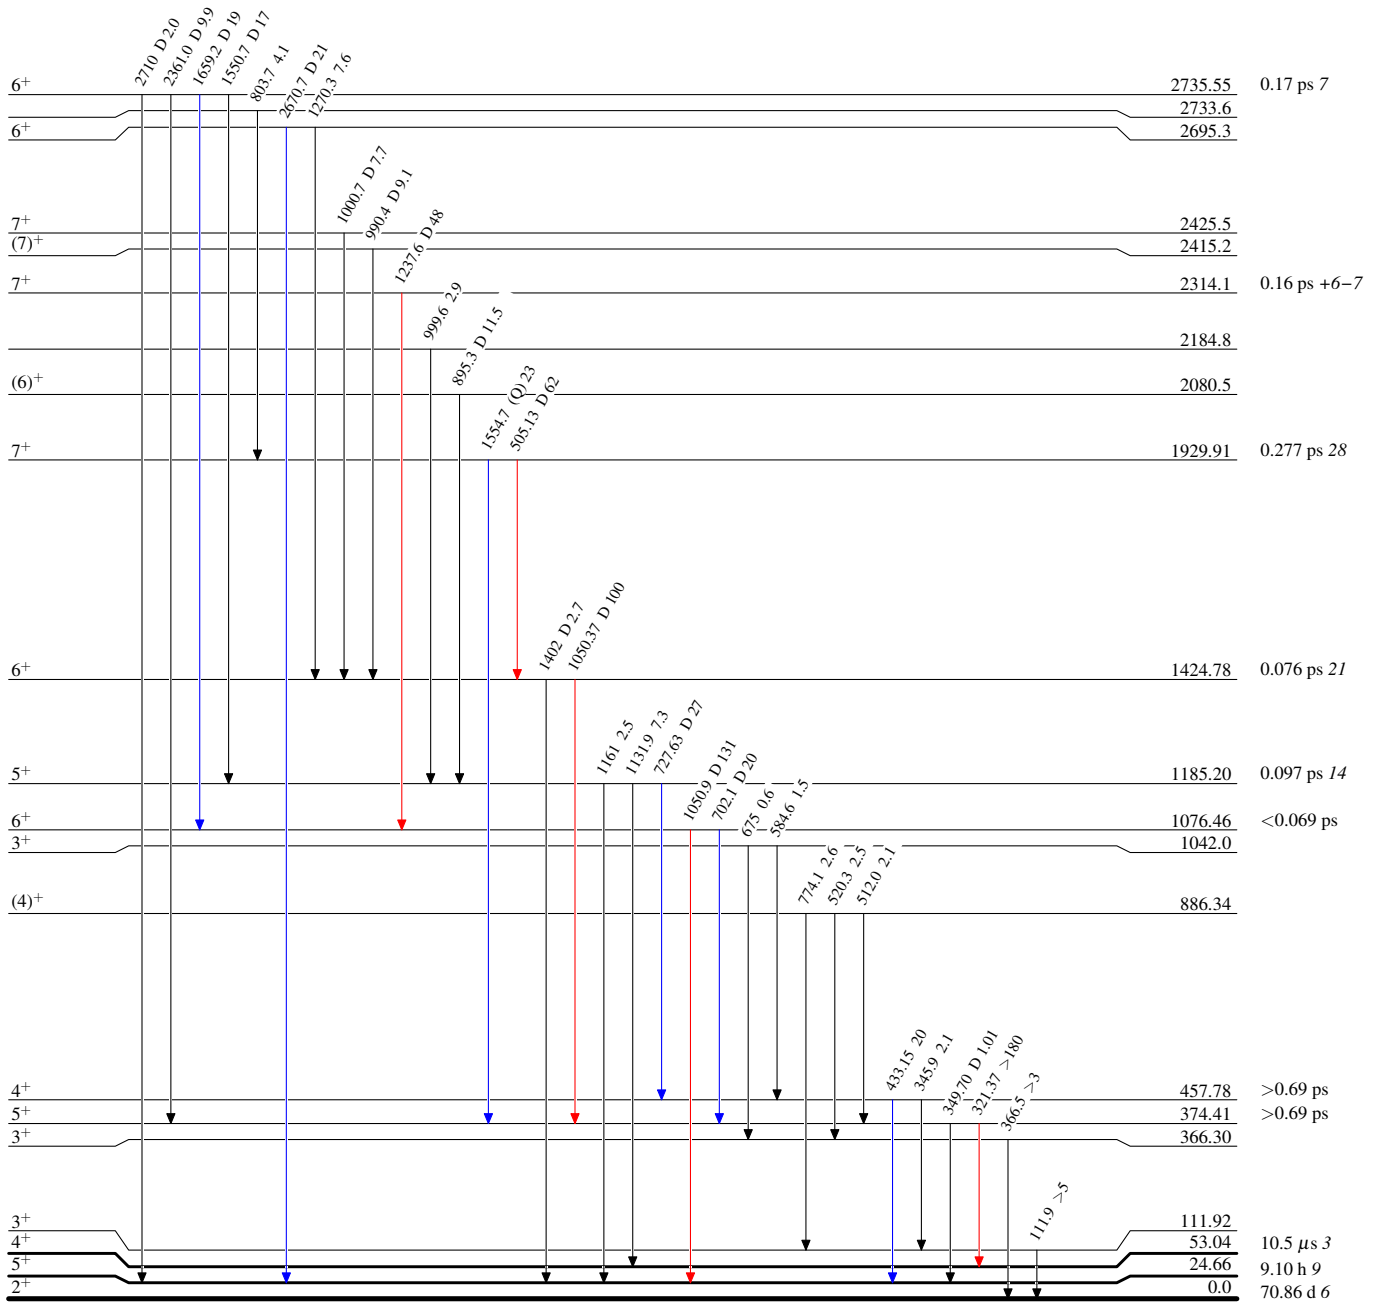 2710 D 2.0
2361.0 D 9.9
1659.2 D 19
1550.7 D 17
803.7 4.1
2670.7 D 21
1270.3 7.6
6+ 2735.55 0.17 ps 7
2733.6
6+ 2695.3
1000.7 D 7.7
990.4 D 9.1
7+ 2425.5
(7)+ 2415.2
1237.6 D 48
7+ 2314.1 0.16 ps +6−7
999.6 2.9
2184.8
895.3 D 11.5
(6)+ 2080.5
1554.7 (Q) 23
505.13 D 62
7+ 1929.91 0.277 ps 28
1402 D 2.7
1050.37 D 100
6+ 1424.78 0.076 ps 21
1161 2.5
1131.9 7.3
727.63 D 27
5+ 1185.20 0.097 ps 14
1050.9 D 131
702.1 D 20
6+ 1076.46 <0.069 ps
675 0.6
584.6 1.5
3+ 1042.0
774.1 2.6
520.3 2.5
512.0 2.1
(4)+ 886.34
433.15 20
345.9 2.1
4+ 457.78 >0.69 ps
349.70 D 1.01
321.37 >180
5+ 374.41 >0.69 ps
366.5 >3
3+ 366.30
111.9 >5
3+ 111.92
4+ 53.04 10.5 μs 3
5+ 24.66 9.10 h 9
2+ 0.0 70.86 d 6